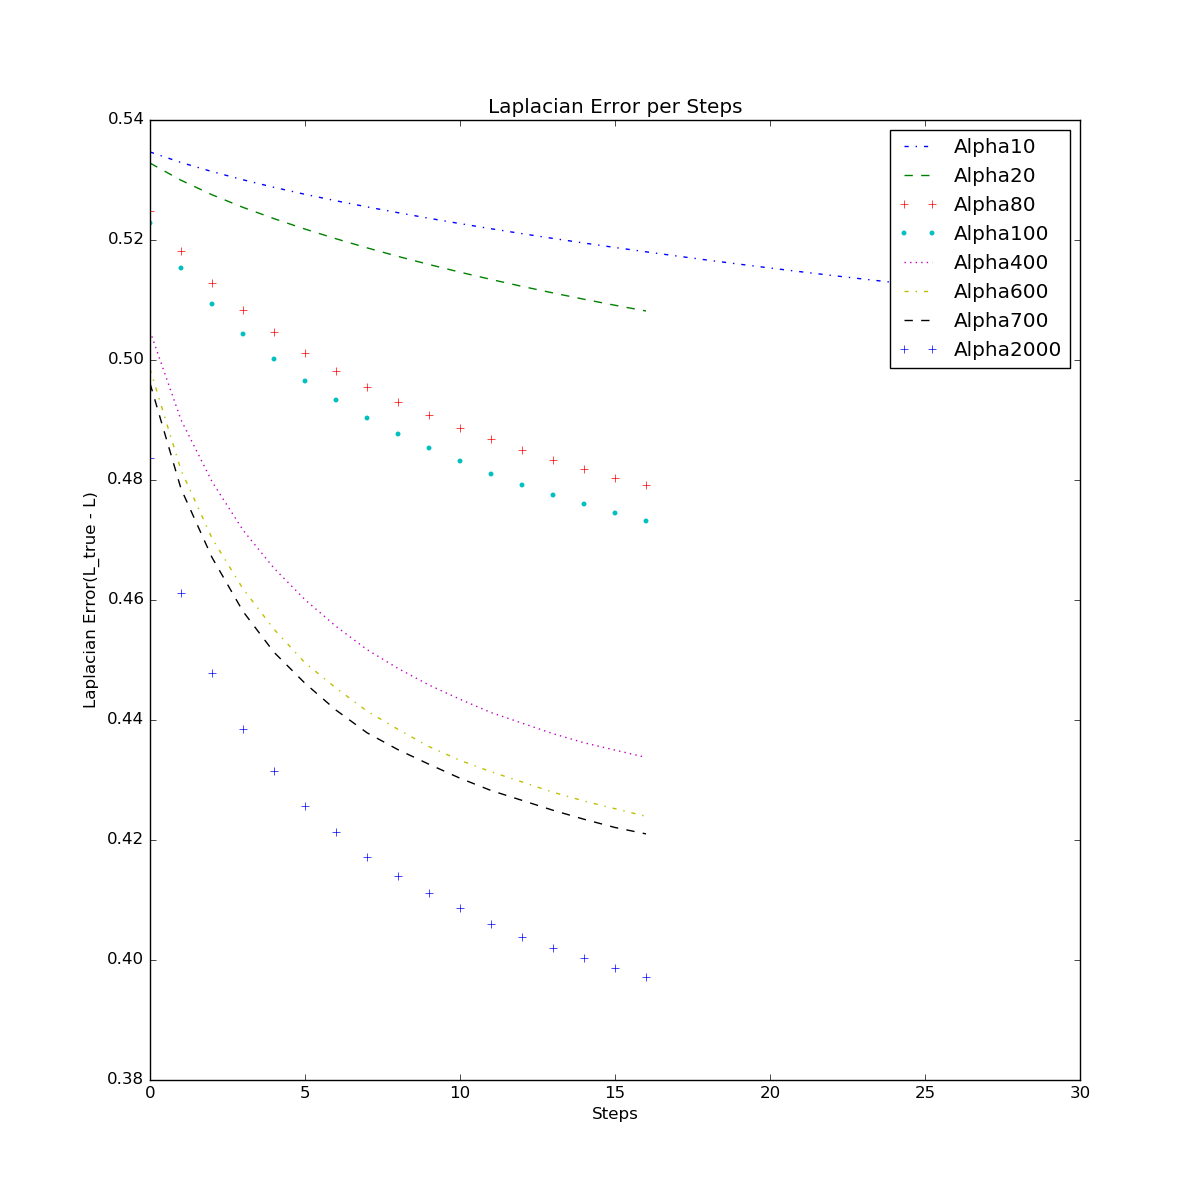 Laplacian Error per Steps
0.54
0.52
0.50
0.48
0.46
0.44
0.42
0.40
0.38
Laplacian Error(L_true - L)
Alpha10
Alpha20
Alpha80
Alpha100
Alpha400
Alpha600
Alpha700
Alpha2000
0 5 10 15 20 25 30
Steps